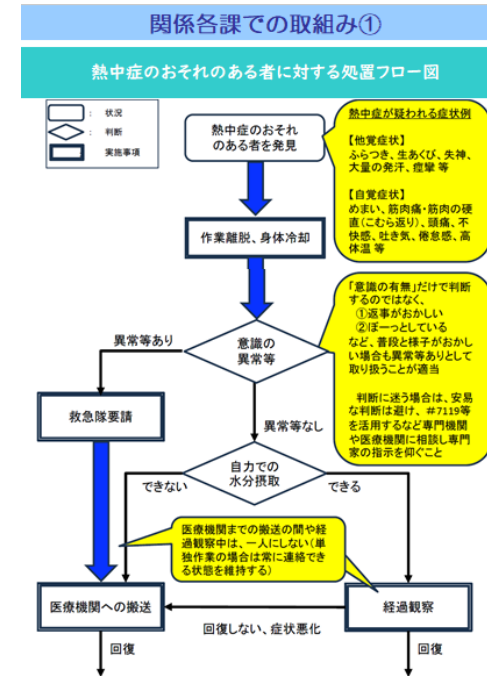 関係各課での取組み①
熱中症のおそれのある者に対する処置フロー図
： 状況
： 判断
： 実施事項
熱中症のおそれ
のある者を発見
熱中症が疑われる症状例
【他覚症状】
ふらつき、生あくび、失神、
大量の発汗、痙攣 等
【自覚症状】
めまい、筋肉痛・筋肉の硬
直(こむら返り)、頭痛、不
快感、吐き気、倦怠感、高
体温 等
作業離脱、身体冷却
「意識の有無」だけで判断
するのではなく、
①返事がおかしい
②ぼーっとしている
など、普段と様子がおかし
い場合も異常等ありとして
取り扱うことが適当
判断に迷う場合は、安易
な判断は避け、＃7119等
を活用するなど専門機関
や医療機関に相談し専門
家の指示を仰ぐこと
異常等あり
意識の
異常等
救急隊要請
異常等なし
自力での
水分摂取
できない
できる
医療機関までの搬送の間や経
過観察中は、一人にしない(単
独作業の場合は常に連絡でき
る状態を維持する)
医療機関への搬送
経過観察
回復しない、症状悪化
回復
回復